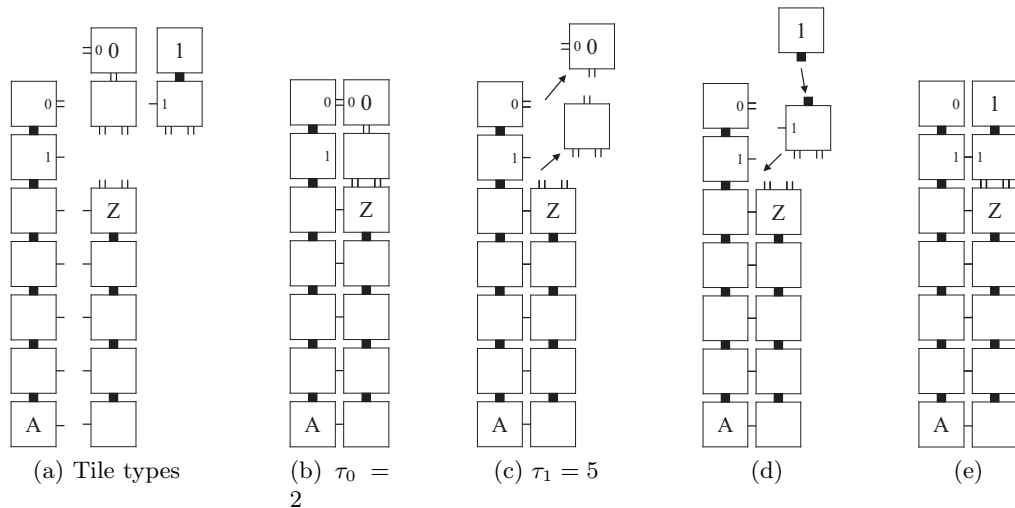 0 0 1
0 1
1
Z
A
(a) Tile types
0 0 0
1
Z
A
(b) τ₀ =
2
0 0
0
1
Z
A
(c) τ₁ = 5
1
0
1
1
Z
A
(d)
0 1
1 1
Z
A
(e)